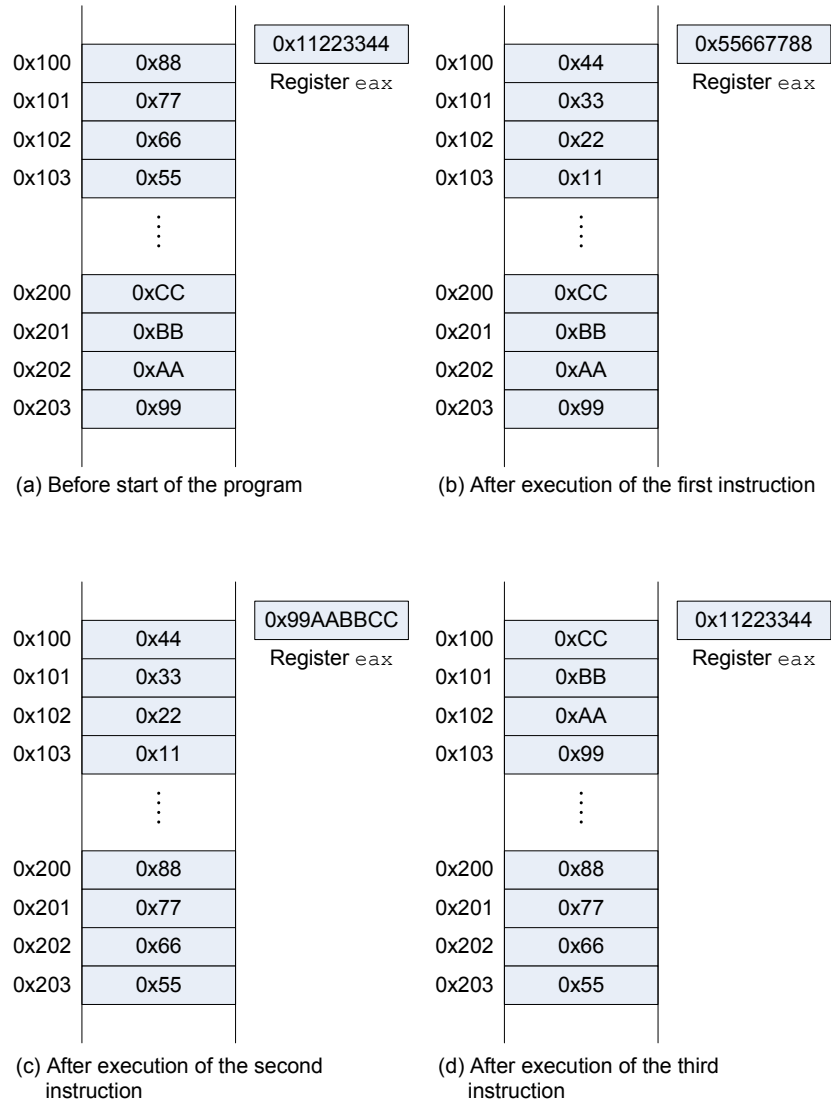 0x11223344
Register eax
0x100 0x88
0x101 0x77
0x102 0x66
0x103 0x55
0x200 0xCC
0x201 0xBB
0x202 0xAA
0x203 0x99
(a) Before start of the program
0x55667788
Register eax
0x100 0x44
0x101 0x33
0x102 0x22
0x103 0x11
0x200 0xCC
0x201 0xBB
0x202 0xAA
0x203 0x99
(b) After execution of the first instruction
0x99AABBCC
Register eax
0x100 0x44
0x101 0x33
0x102 0x22
0x103 0x11
0x200 0x88
0x201 0x77
0x202 0x66
0x203 0x55
(c) After execution of the second
instruction
0x11223344
Register eax
0x100 0xCC
0x101 0xBB
0x102 0xAA
0x103 0x99
0x200 0x88
0x201 0x77
0x202 0x66
0x203 0x55
(d) After execution of the third
instruction